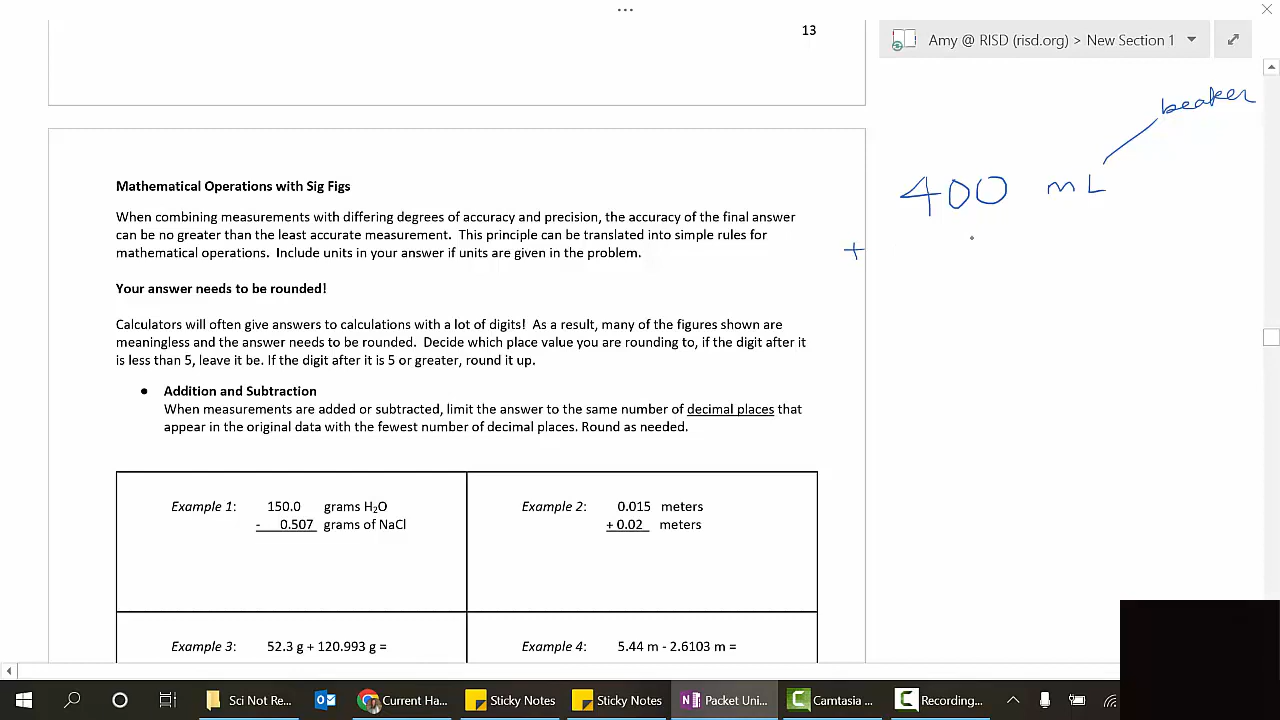 ...
13
Amy @ RISD (risd.org) > New Section 1
beaker
400 mL
+
Mathematical Operations with Sig Figs
When combining measurements with differing degrees of accuracy and precision, the accuracy of the final answer
can be no greater than the least accurate measurement. This principle can be translated into simple rules for
mathematical operations. Include units in your answer if units are given in the problem.
Your answer needs to be rounded!
Calculators will often give answers to calculations with a lot of digits! As a result, many of the figures shown are
meaningless and the answer needs to be rounded. Decide which place value you are rounding to, if the digit after it
is less than 5, leave it be. If the digit after it is 5 or greater, round it up.
• Addition and Subtraction
When measurements are added or subtracted, limit the answer to the same number of decimal places that
appear in the original data with the fewest number of decimal places. Round as needed.
Example 1: 150.0 grams H₂O
- 0.507 grams of NaCl
Example 2: 0.015 meters
+ 0.02 meters
Example 3: 52.3 g + 120.993 g =
Example 4: 5.44 m - 2.6103 m =
Sci Not Re...
Current Ha...
Sticky Notes
Sticky Notes
Packet Uni...
Camtasia ...
Recording...